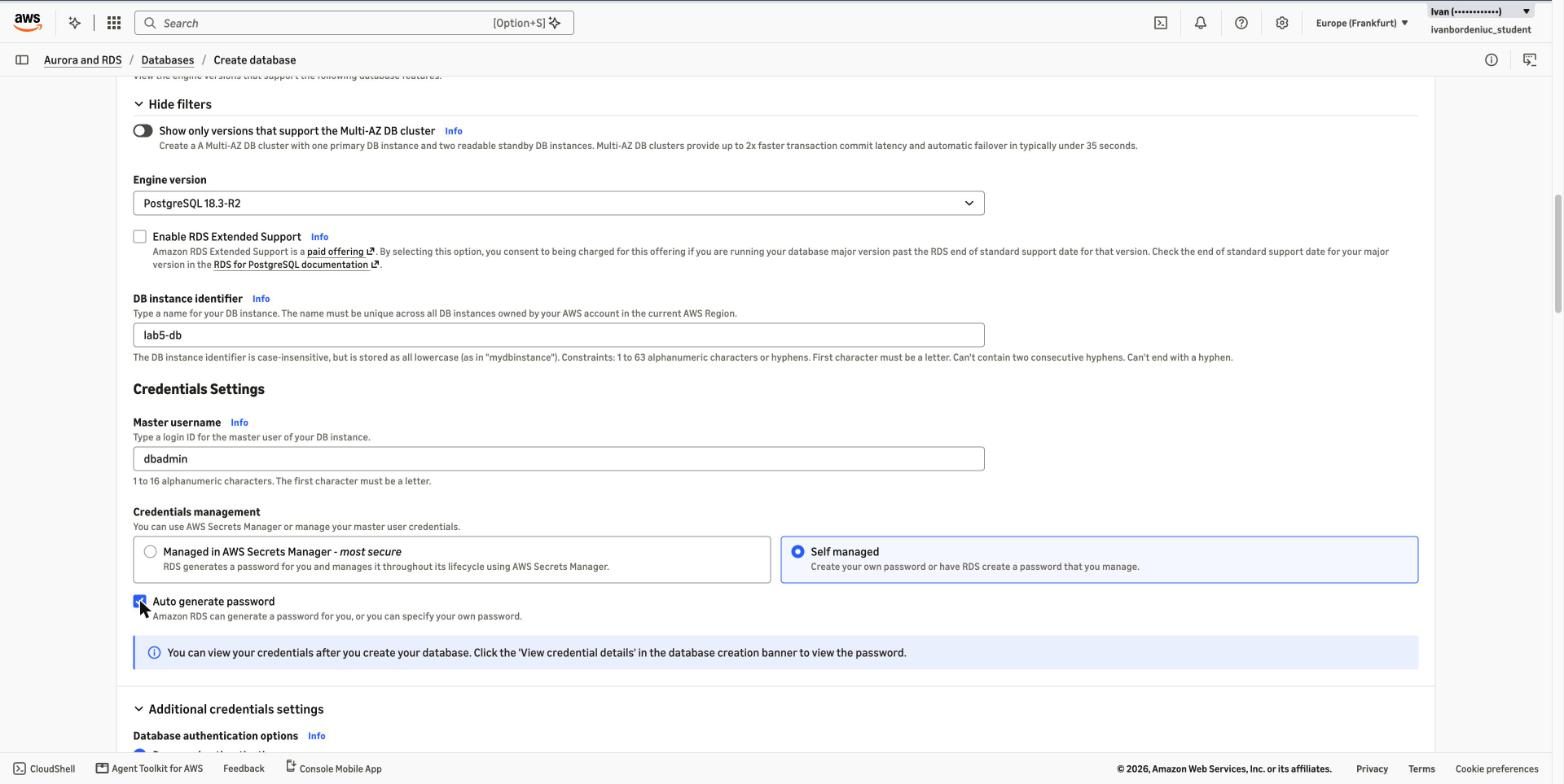 aws
Search
[Option+S]
Europe (Frankfurt)
Ivan (••••••••••••)
ivanbordeniuc_student
Aurora and RDS / Databases / Create database
View the engine versions that support the following database features.
Hide filters
Show only versions that support the Multi-AZ DB cluster Info
Create a A Multi-AZ DB cluster with one primary DB instance and two readable standby DB instances. Multi-AZ DB clusters provide up to 2x faster transaction commit latency and automatic failover in typically under 35 seconds.
Engine version
PostgreSQL 18.3-R2
Enable RDS Extended Support Info
Amazon RDS Extended Support is a paid offering. By selecting this option, you consent to being charged for this offering if you are running your database major version past the RDS end of standard support date for that version. Check the end of standard support date for your major
version in the RDS for PostgreSQL documentation.
DB instance identifier Info
Type a name for your DB instance. The name must be unique across all DB instances owned by your AWS account in the current AWS Region.
lab5-db
The DB instance identifier is case-insensitive, but is stored as all lowercase (as in "mydbinstance"). Constraints: 1 to 63 alphanumeric characters or hyphens. First character must be a letter. Can't contain two consecutive hyphens. Can't end with a hyphen.
Credentials Settings
Master username Info
Type a login ID for the master user of your DB instance.
dbadmin
1 to 16 alphanumeric characters. The first character must be a letter.
Credentials management
You can use AWS Secrets Manager or manage your master user credentials.
Managed in AWS Secrets Manager - most secure
RDS generates a password for you and manages it throughout its lifecycle using AWS Secrets Manager.
Self managed
Create your own password or have RDS create a password that you manage.
Auto generate password
Amazon RDS can generate a password for you, or you can specify your own password.
You can view your credentials after you create your database. Click the 'View credential details' in the database creation banner to view the password.
Additional credentials settings
Database authentication options Info
CloudShell
Agent Toolkit for AWS
Feedback
Console Mobile App
© 2026, Amazon Web Services, Inc. or its affiliates.
Privacy
Terms
Cookie preferences